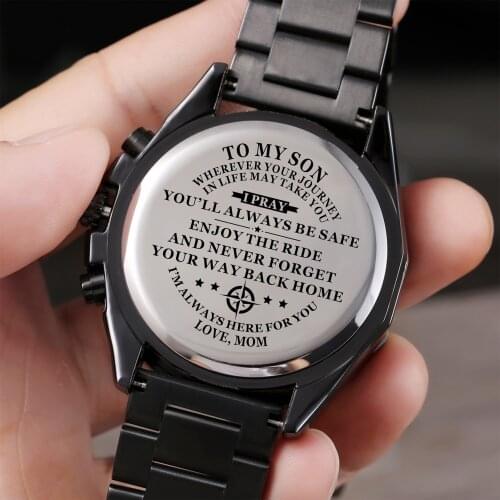 TO MY SON
WHEREVER YOUR JOURNEY
IN LIFE MAY TAKE YOU
I PRAY
YOU'LL ALWAYS BE SAFE
ENJOY THE RIDE
AND NEVER FORGET
YOUR WAY BACK HOME
I'M ALWAYS HERE FOR YOU
LOVE, MOM